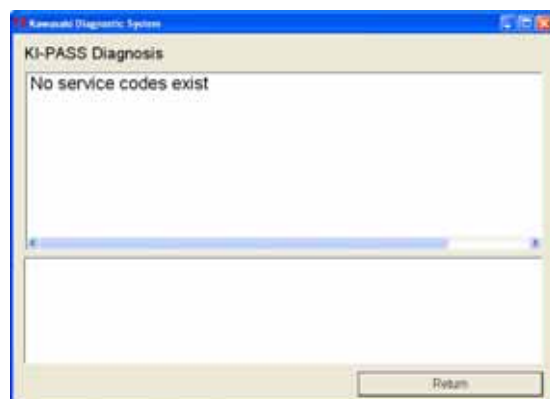 Kawasaki Diagnostic System
KI-PASS Diagnosis
No service codes exist
Return